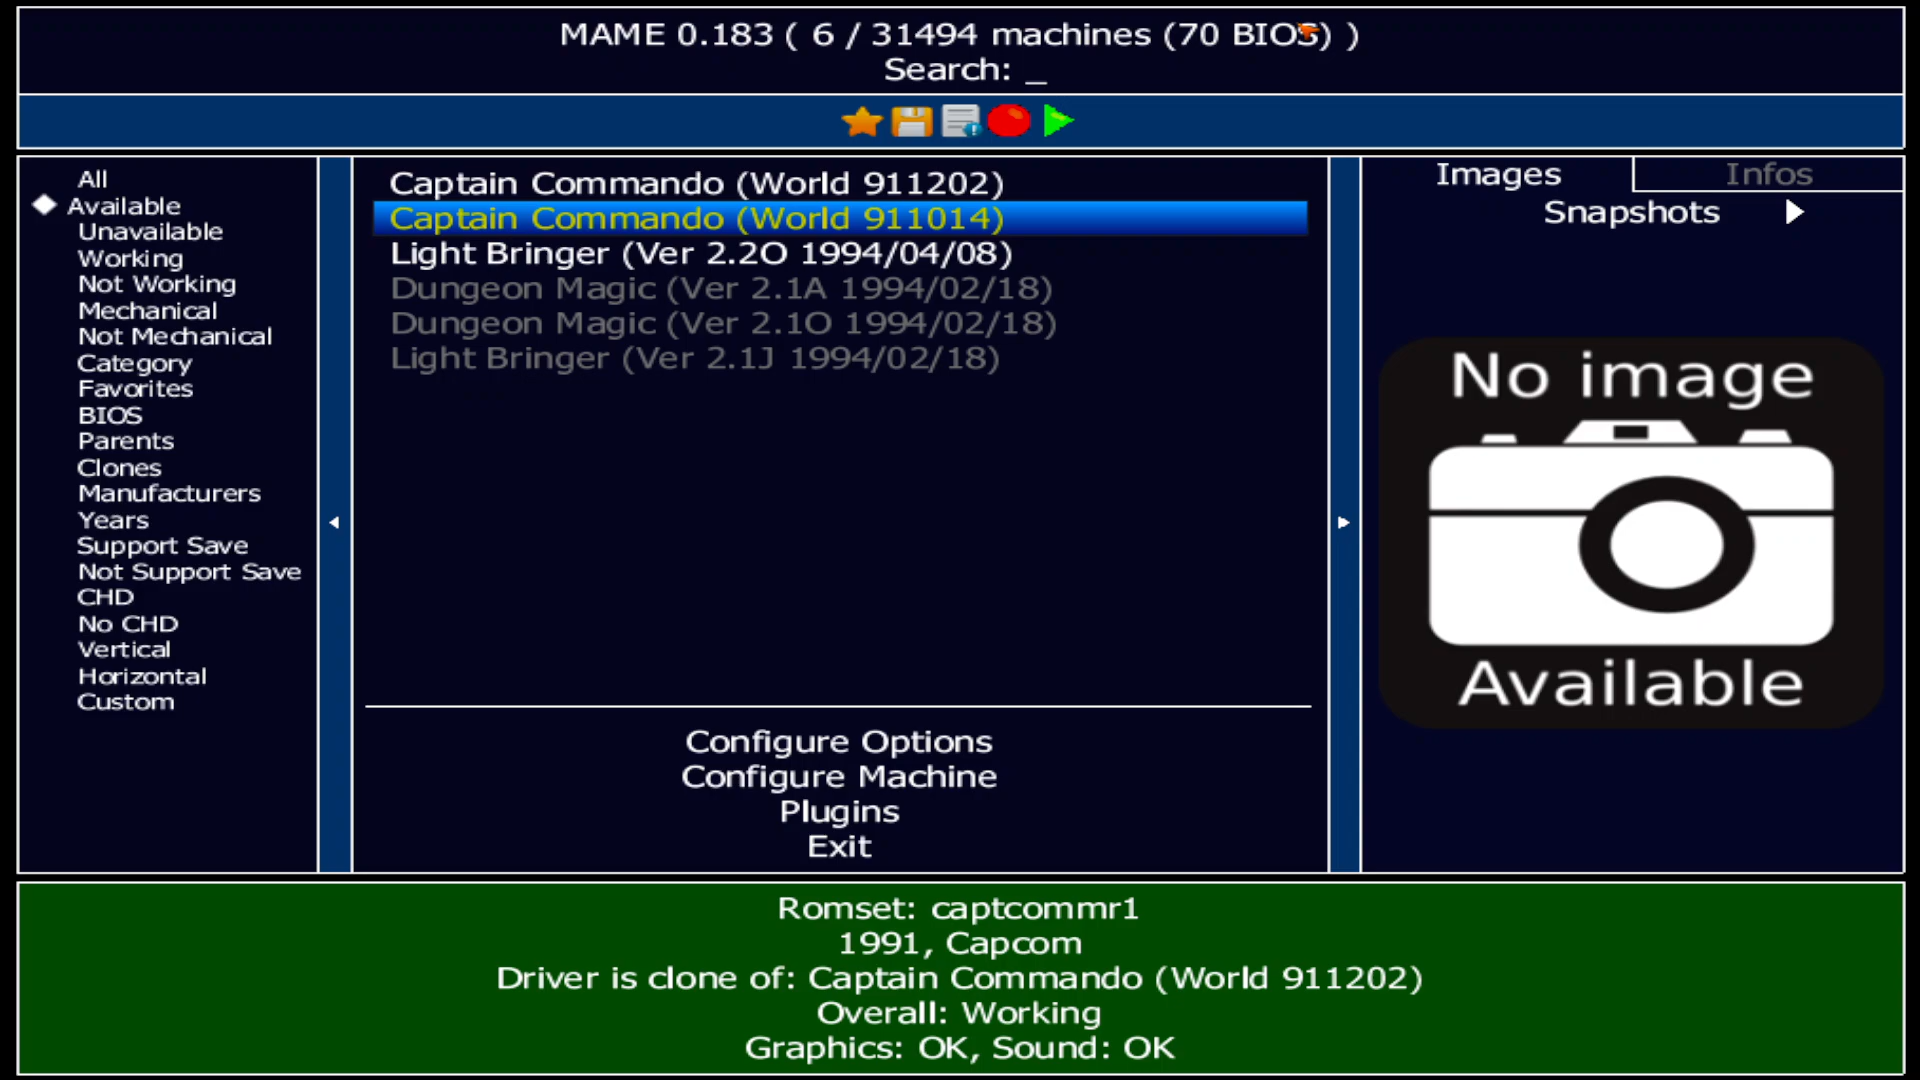 MAME 0.183 ( 6 / 31494 machines (70 BIOS) )
Search: _
All
Available
Unavailable
Working
Not Working
Mechanical
Not Mechanical
Category
Favorites
BIOS
Parents
Clones
Manufacturers
Years
Support Save
Not Support Save
CHD
No CHD
Vertical
Horizontal
Custom
Captain Commando (World 911202)
Captain Commando (World 911014)
Light Bringer (Ver 2.2O 1994/04/08)
Dungeon Magic (Ver 2.1A 1994/02/18)
Dungeon Magic (Ver 2.1O 1994/02/18)
Light Bringer (Ver 2.1J 1994/02/18)
Configure Options
Configure Machine
Plugins
Exit
Images
Infos
Snapshots
No image
Available
Romset: captcommr1
1991, Capcom
Driver is clone of: Captain Commando (World 911202)
Overall: Working
Graphics: OK, Sound: OK